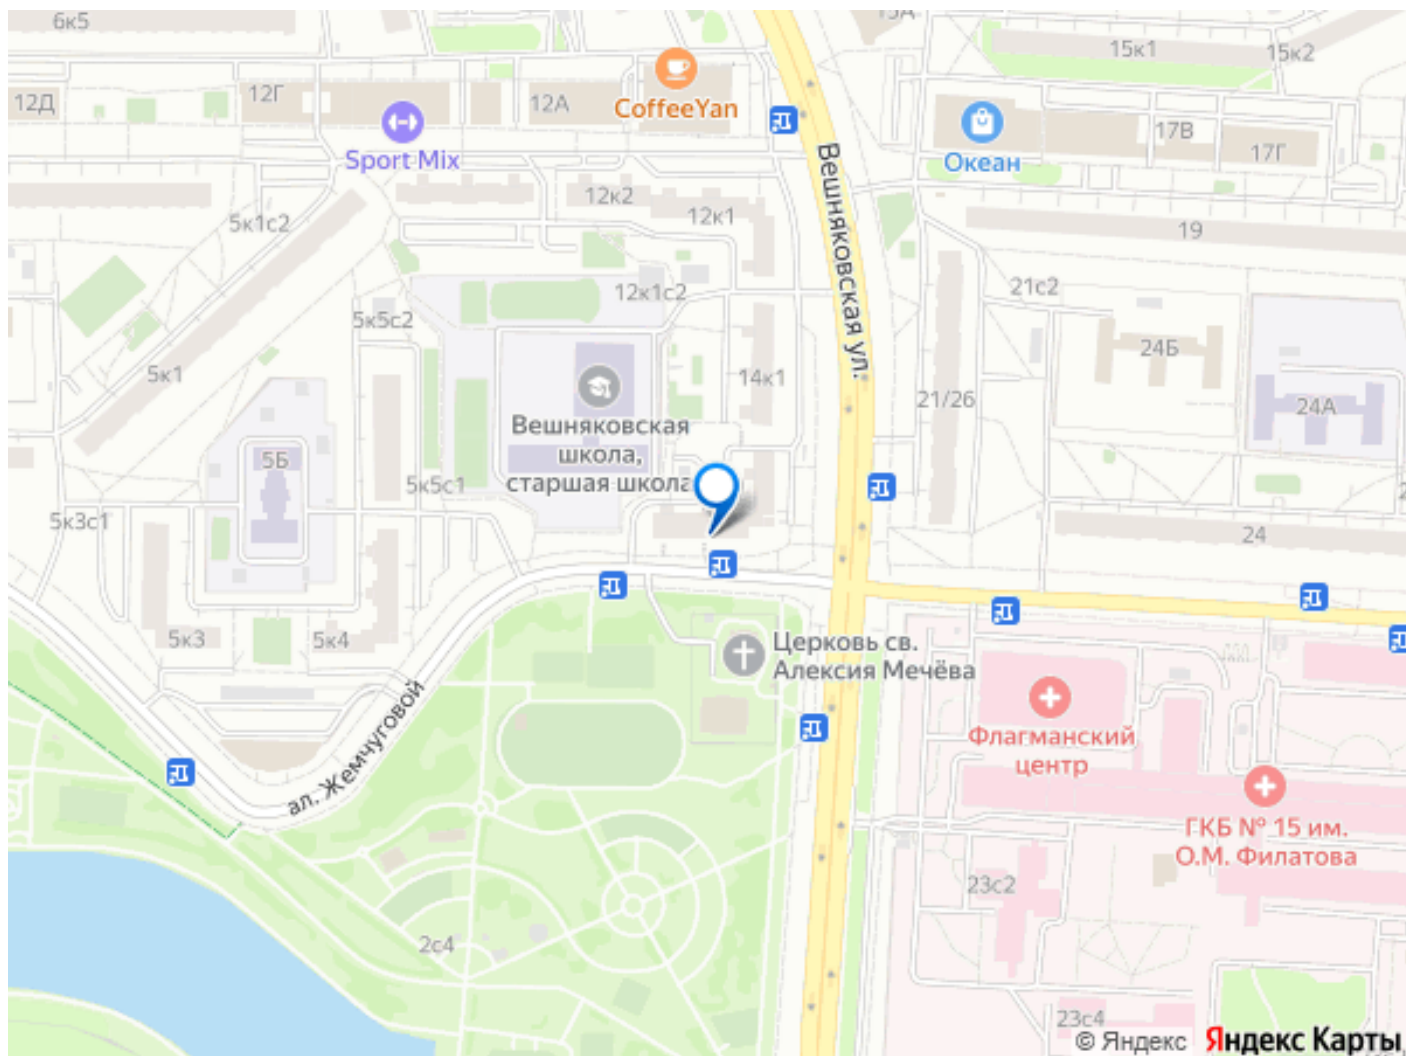 6к5
15Д
15к1
15к2
12Д
12Г
12А
CoffeeYan
Sport Mix
Океан
17В
17Г
12к2
12к1
5к1с2
19
Вешняковская ул.
21с2
12к1с2
5к5с2
24Б
5к1
14к1
21/26
24А
Вешняковская
школа,
старшая школа
5Б
5к5с1
5к3с1
24
5к3
5к4
Церковь св.
Алексия Мечёва
ал. Жемчуговой
Флагманский
центр
ГКБ № 15 им.
О.М. Филатова
23с2
2с4
23с4
© Яндекс Яндекс Карты